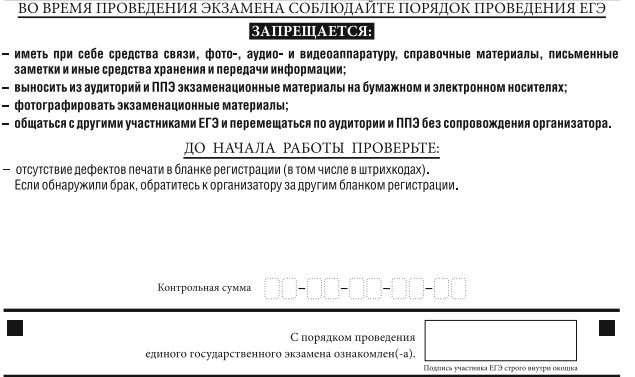 ВО ВРЕМЯ ПРОВЕДЕНИЯ ЭКЗАМЕНА СОБЛЮДАЙТЕ ПОРЯДОК ПРОВЕДЕНИЯ ЕГЭ
ЗАПРЕЩАЕТСЯ:
– иметь при себе средства связи, фото-, аудио- и видеоаппаратуру, справочные материалы, письменные
заметки и иные средства хранения и передачи информации;
– выносить из аудиторий и ППЭ экзаменационные материалы на бумажном и электронном носителях;
– фотографировать экзаменационные материалы;
– общаться с другими участниками ЕГЭ и перемещаться по аудитории и ППЭ без сопровождения организатора.
ДО НАЧАЛА РАБОТЫ ПРОВЕРЬТЕ:
– отсутствие дефектов печати в бланке регистрации (в том числе в штрихкодах).
Если обнаружили брак, обратитесь к организатору за другим бланком регистрации.
Контрольная сумма
С порядком проведения
единого государственного экзамена ознакомлен(-а).
Подпись участника ЕГЭ строго внутри окошка